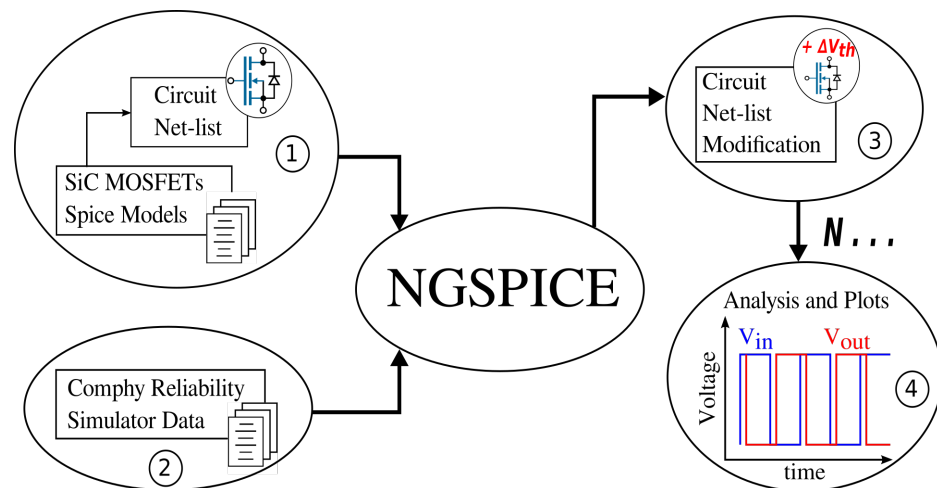 Circuit
Net-list
1
SiC MOSFETs
Spice Models
NGSPICE
Comphy Reliability
Simulator Data
2
+ ΔVth
Circuit
Net-list
Modification
3
N...
Analysis and Plots
Vin
Vout
Voltage
time
4